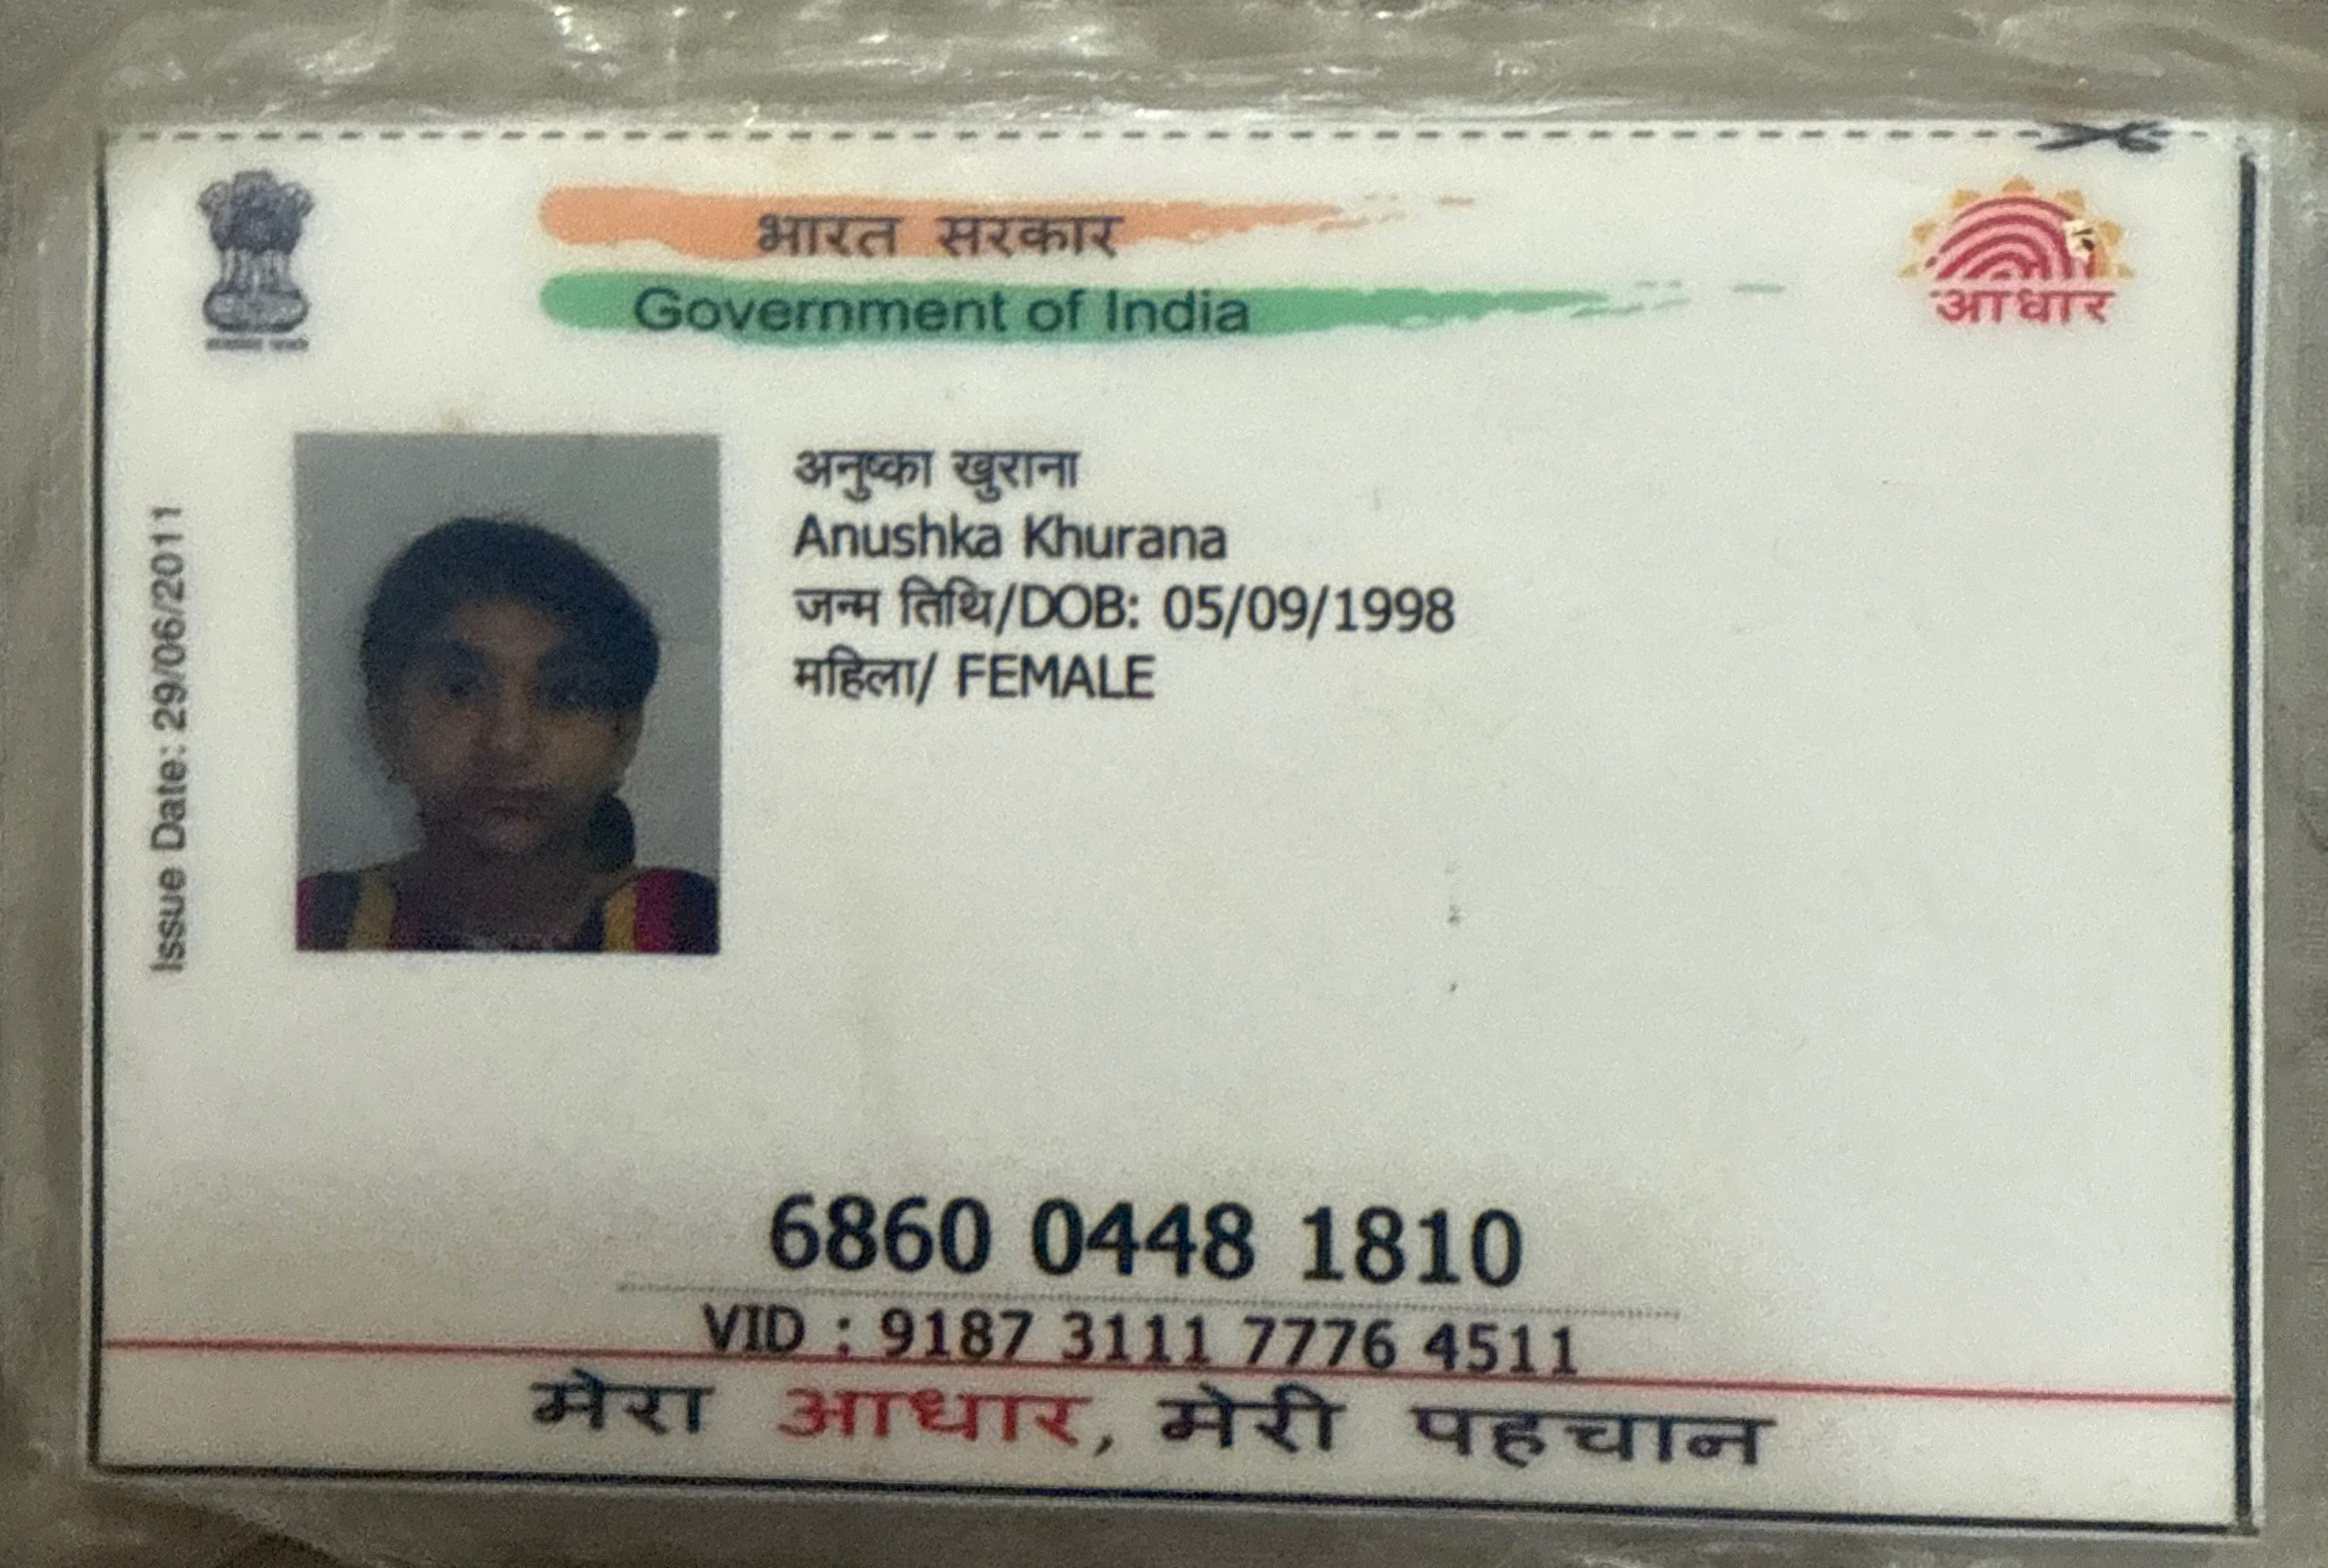 भारत सरकार
Government of India
आधार
Issue Date: 29/06/2011
अनुष्का खुराना
Anushka Khurana
जन्म तिथि/DOB: 05/09/1998
महिला/ FEMALE
6860 0448 1810
VID : 9187 3111 7776 4511
मेरा आधार, मेरी पहचान